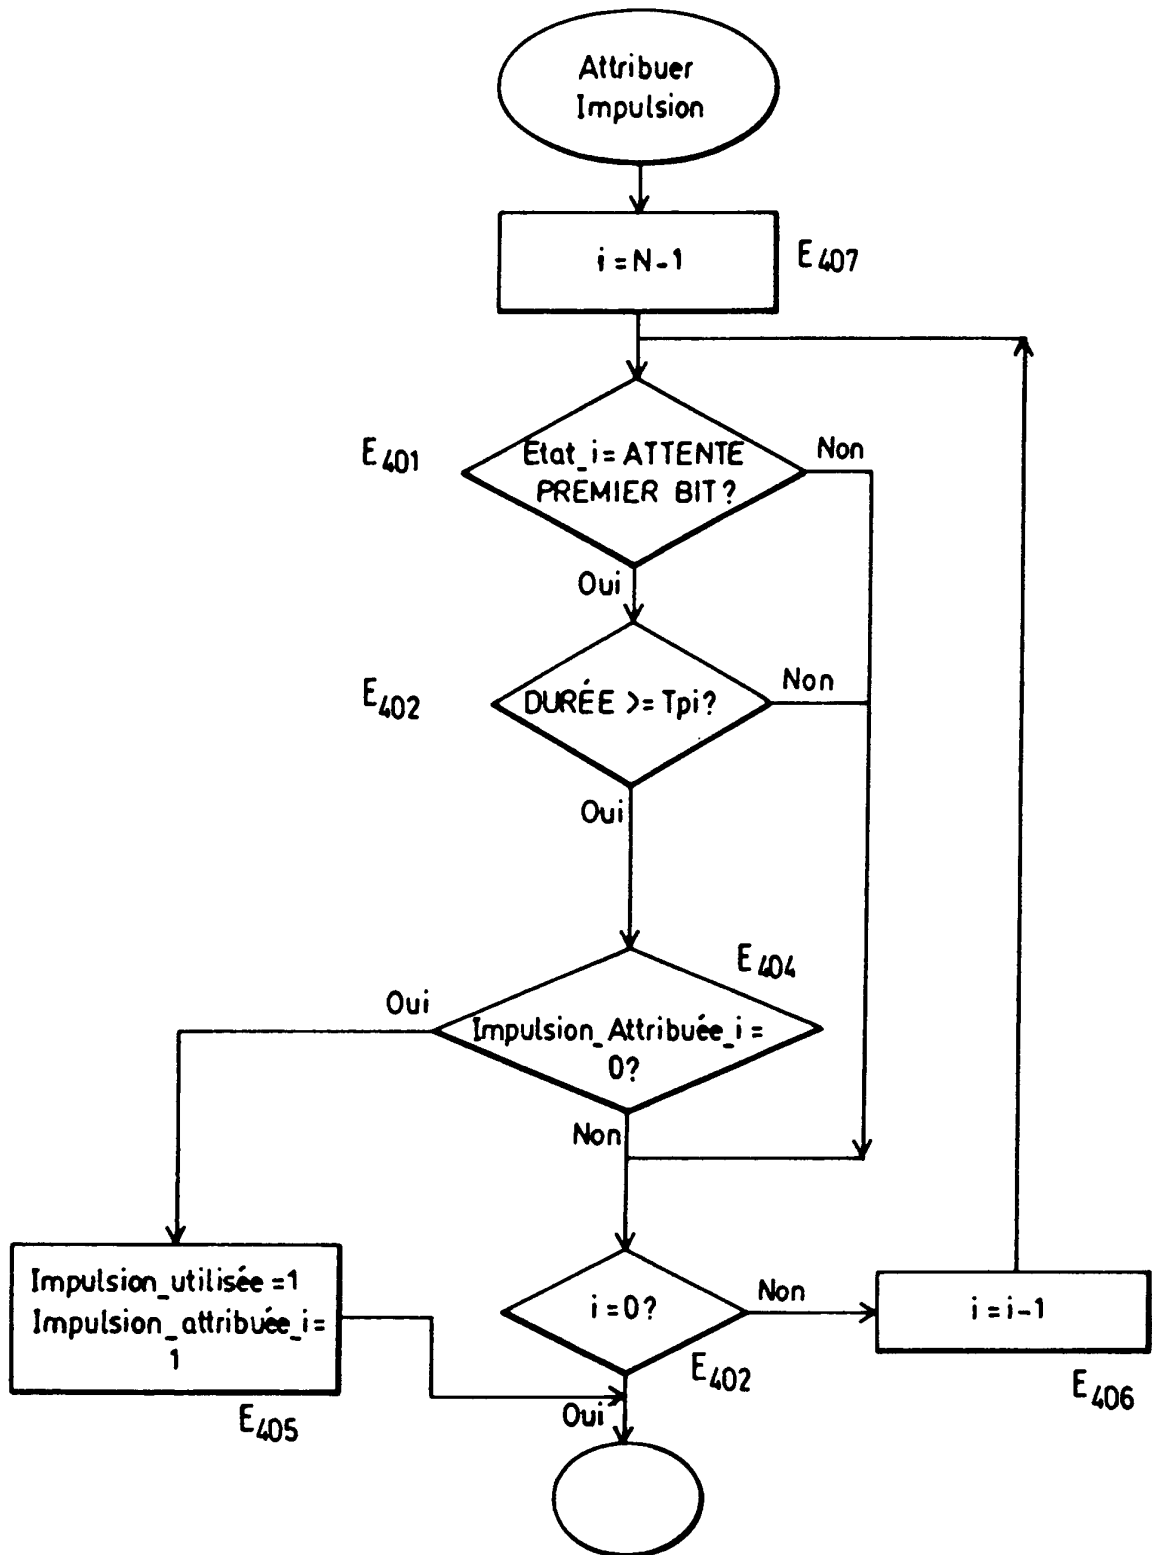 Attribuer
Impulsion
i = N-1
E407
E401
Etat_i = ATTENTE
PREMIER BIT ?
Non
Oui
E402
DURÉE >= Tpi?
Non
Oui
E404
Oui
Impulsion_Attribuée_i =
0?
Non
Impulsion_utilisée =1
Impulsion_attribuée_i=
1
E405
i = 0?
Non
E402
Oui
i = i-1
E406